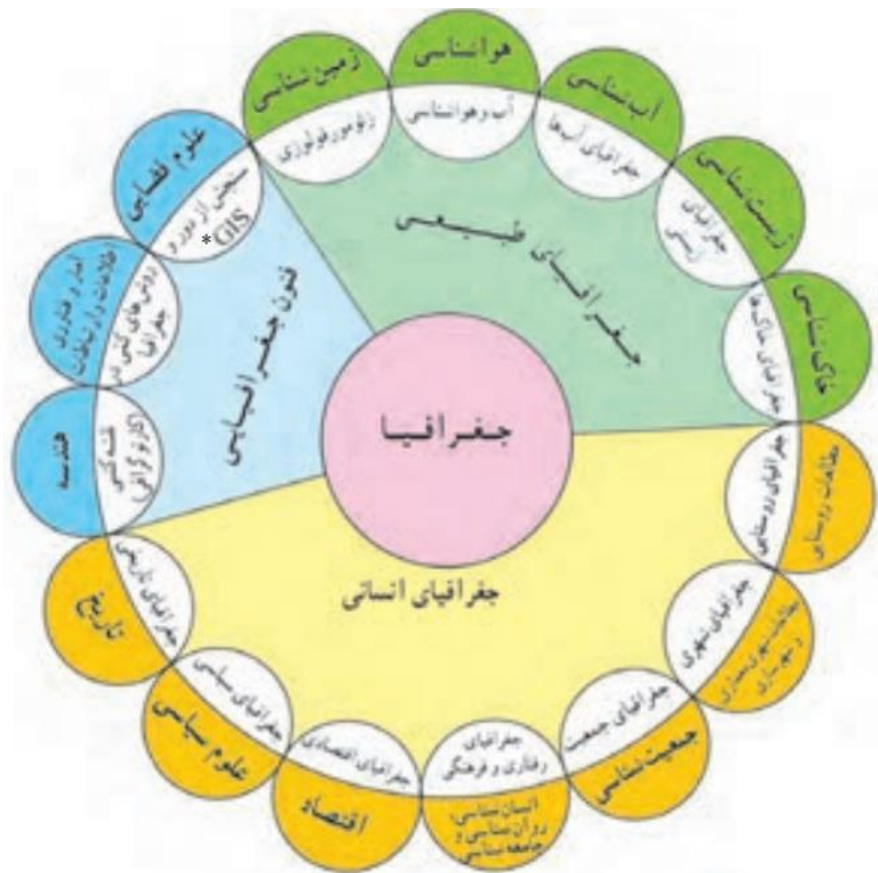 هواشناسی
آب و هواشناسی
آب شناسی
جغرافیای آب‌ها
زیست شناسی
جغرافیای
زیستی
خاک شناسی
جغرافیای خاک‌ها
مطالعات روستایی
جغرافیای روستایی
مطالعات شهری، معماری
و شهرسازی
جغرافیای شهری
جمعیت شناسی
جغرافیای جمعیت
جغرافیای
رفتاری و فرهنگی
انسان شناسی،
روان شناسی و
جامعه شناسی
جغرافیای اقتصادی
اقتصاد
جغرافیای سیاسی
علوم سیاسی
جغرافیای تاریخی
تاریخ
نقشه کشی
(کارتوگرافی)
هندسه
روش‌های کمّی در
جغرافیا
آمار و فناوری
اطلاعات و ارتباطات
علوم فضایی
سنجش از دور و
GIS*
زمین شناسی
ژئومورفولوژی
جغرافیای طبیعی
فنون جغرافیایی
جغرافیا
جغرافیای انسانی